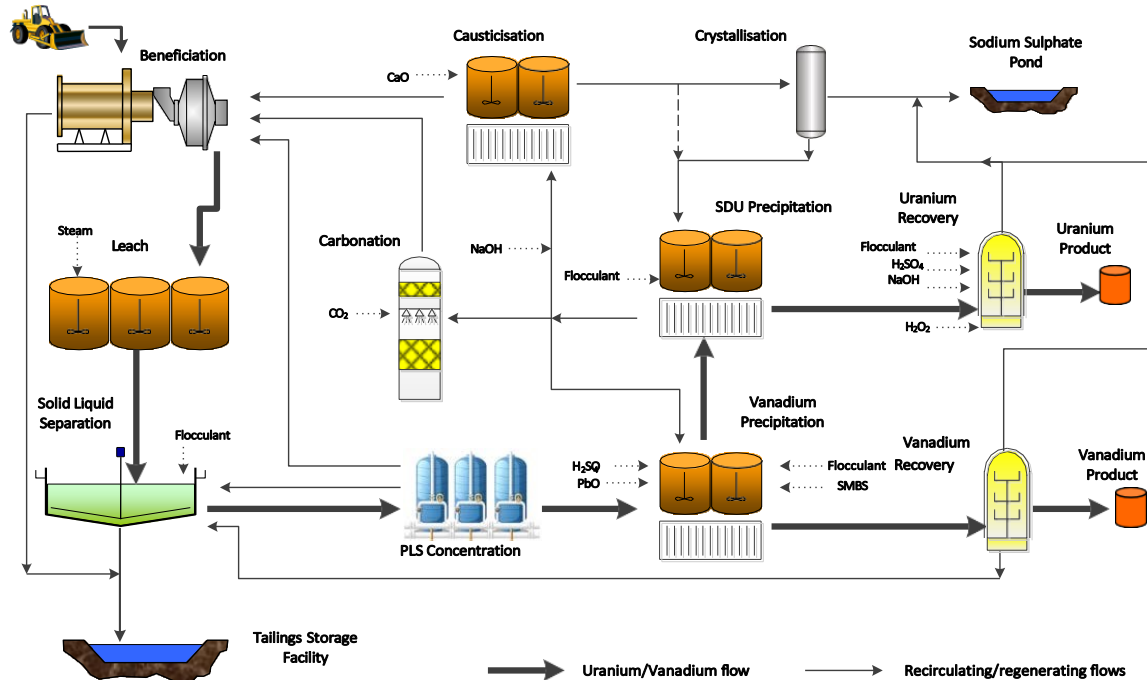 Causticisation
Crystallisation
Sodium Sulphate
Pond
Beneficiation
CaO
Uranium
Recovery
SDU Precipitation
Steam
Leach
Carbonation
NaOH
Flocculant
Flocculant
H₂SO₄
NaOH
Uranium
Product
CO₂
H₂O₂
Solid Liquid
Separation
Flocculant
Vanadium
Precipitation
Vanadium
Recovery
Vanadium
Product
H₂SO₄
PbO
Flocculant
SMBS
PLS Concentration
Tailings Storage
Facility
Uranium/Vanadium flow
Recirculating/regenerating flows